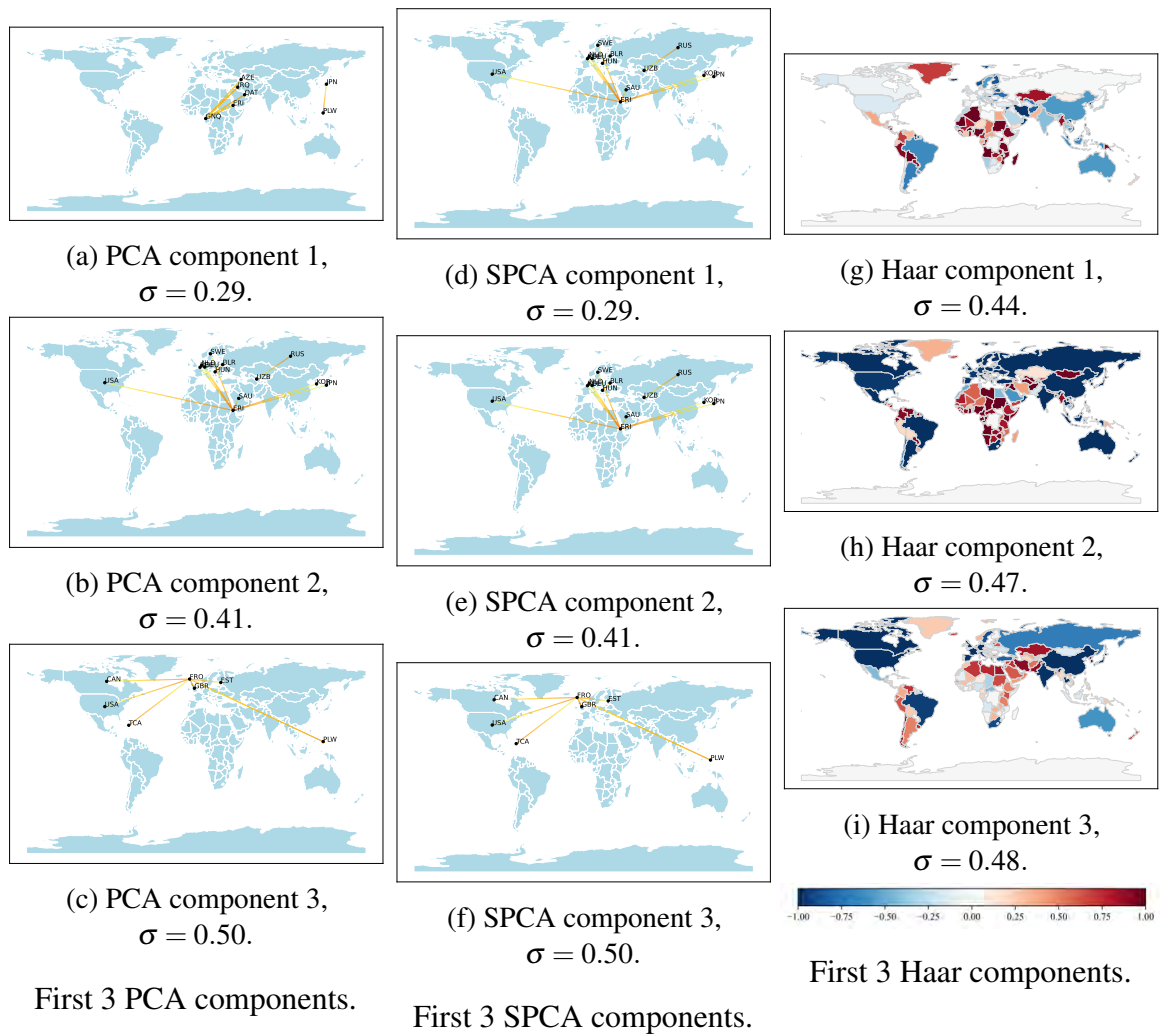 AZE
IRQ
QAT
ERI
GNQ
JPN
PLW
(a) PCA component 1,
σ = 0.29.
SWE
BLR
HUN
RUS
UZB
USA
SAU
KOR
JPN
ERI
(b) PCA component 2,
σ = 0.41.
CAN
FRO
EST
GBR
USA
TCA
PLW
(c) PCA component 3,
σ = 0.50.
First 3 PCA components.
SWE
BLR
HUN
RUS
UZB
USA
SAU
KOR
JPN
ERI
(d) SPCA component 1,
σ = 0.29.
SWE
BLR
HUN
RUS
UZB
USA
SAU
KOR
JPN
ERI
(e) SPCA component 2,
σ = 0.41.
CAN
FRO
EST
GBR
USA
TCA
PLW
(f) SPCA component 3,
σ = 0.50.
First 3 SPCA components.
(g) Haar component 1,
σ = 0.44.
(h) Haar component 2,
σ = 0.47.
(i) Haar component 3,
σ = 0.48.
-1.00 -0.75 -0.50 -0.25 0.00 0.25 0.50 0.75 1.00
First 3 Haar components.